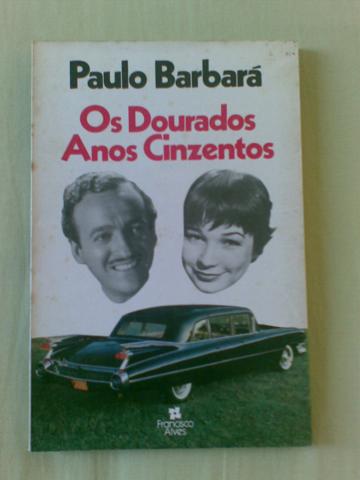 Paulo Barbará
Os Dourados
Anos Cinzentos
Francisco
Alves